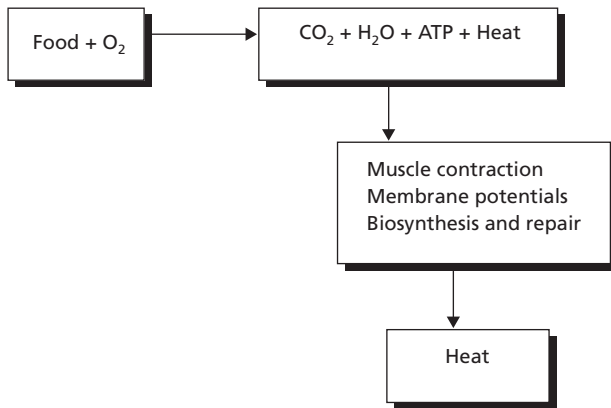 Food + O₂
CO₂ + H₂O + ATP + Heat
Muscle contraction
Membrane potentials
Biosynthesis and repair
Heat